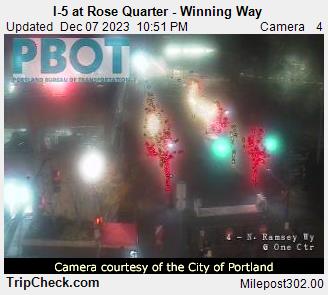 I-5 at Rose Quarter - Winning Way
Updated Dec 07 2023 10:51 PM Camera 4
PBOT
PORTLAND BUREAU OF TRANSPORTATION
4 - N. Ramsey Wy
@ One Ctr
Camera courtesy of the City of Portland
TripCheck.com Milepost302.00